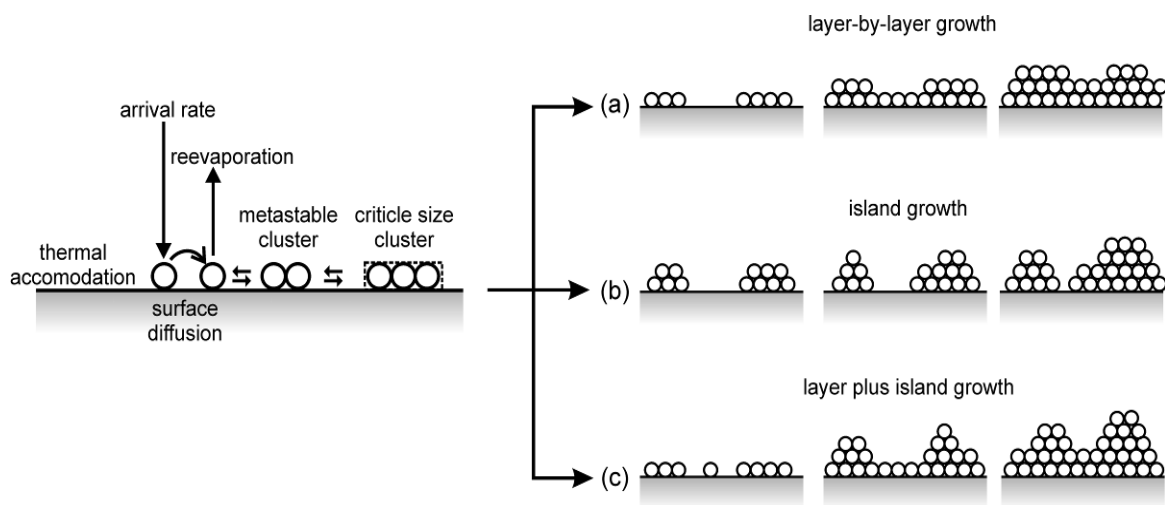 arrival rate
reevaporation
metastable
cluster
criticle size
cluster
thermal
accomodation
surface
diffusion
layer-by-layer growth
(a)
island growth
(b)
layer plus island growth
(c)